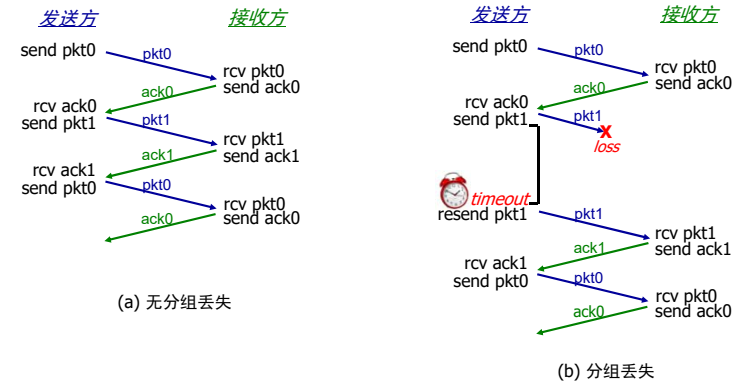 发送方
接收方
send pkt0
pkt0
rcv pkt0
send ack0
ack0
rcv ack0
send pkt1
pkt1
rcv pkt1
send ack1
ack1
rcv ack1
send pkt0
pkt0
rcv pkt0
send ack0
ack0
(a) 无分组丢失
发送方
接收方
send pkt0
pkt0
rcv pkt0
send ack0
ack0
rcv ack0
send pkt1
pkt1
X
loss
timeout
resend pkt1
pkt1
rcv pkt1
send ack1
ack1
rcv ack1
send pkt0
pkt0
rcv pkt0
send ack0
ack0
(b) 分组丢失